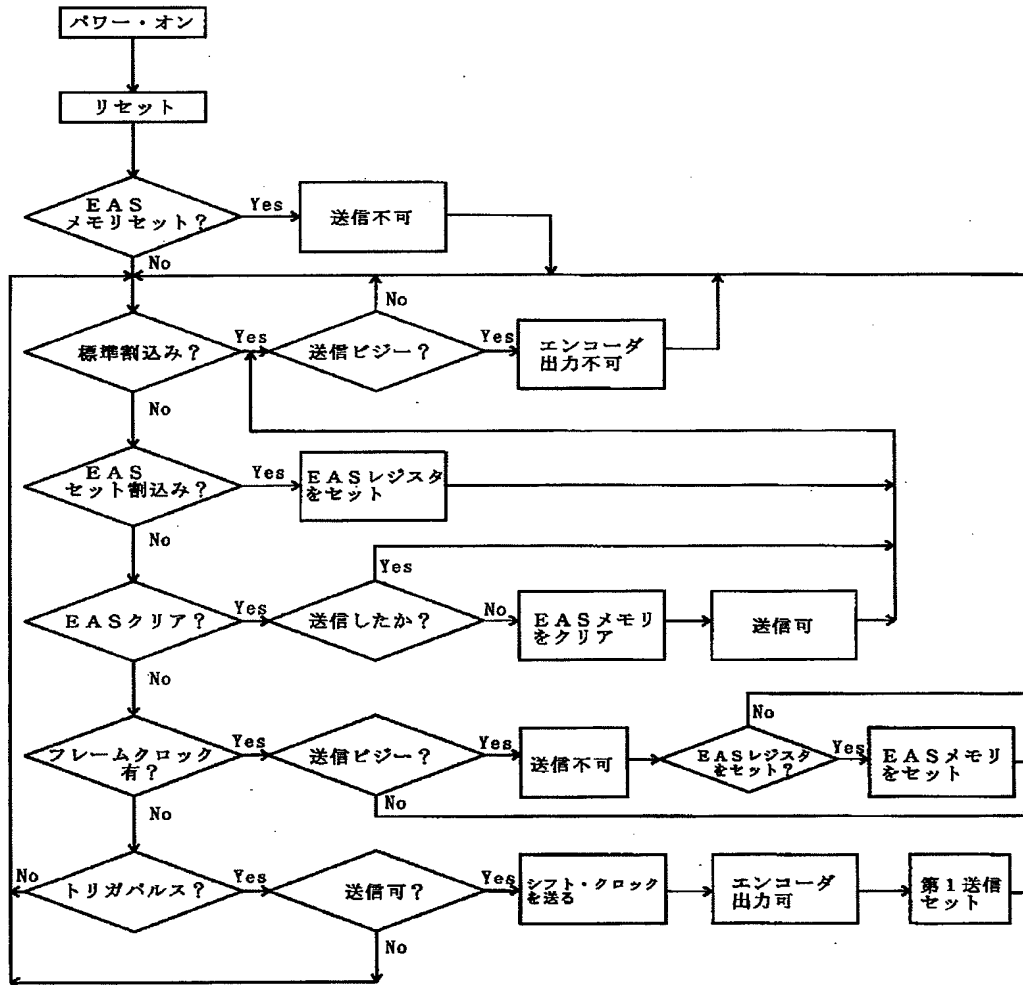 パワー・オン
リセット
EAS
メモリセット?
Yes
送信不可
No
標準割込み?
Yes
送信ビジー?
No
Yes
エンコーダ
出力不可
No
EAS
セット割込み?
Yes
EASレジスタ
をセット
No
Yes
EASクリア?
Yes
送信したか?
No
EASメモリ
をクリア
送信可
No
フレームクロック
有?
Yes
送信ビジー?
Yes
送信不可
No
EASレジスタ
をセット?
Yes
EASメモリ
をセット
No
No
No
トリガパルス?
Yes
送信可?
Yes
シフト・クロック
を送る
エンコーダ
出力可
第1送信
セット
No